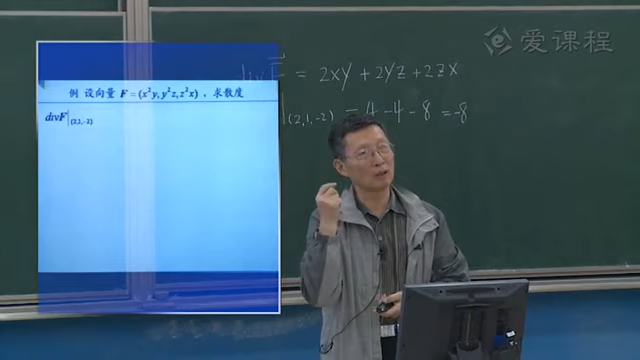 爱课程
div F⃗ = 2xy + 2yz + 2zx
|(2,1,-2) = 4 - 4 - 8 = -8
例 设向量 F = (x²y, y²z, z²x)，求散度
divF|(2,1,-2)